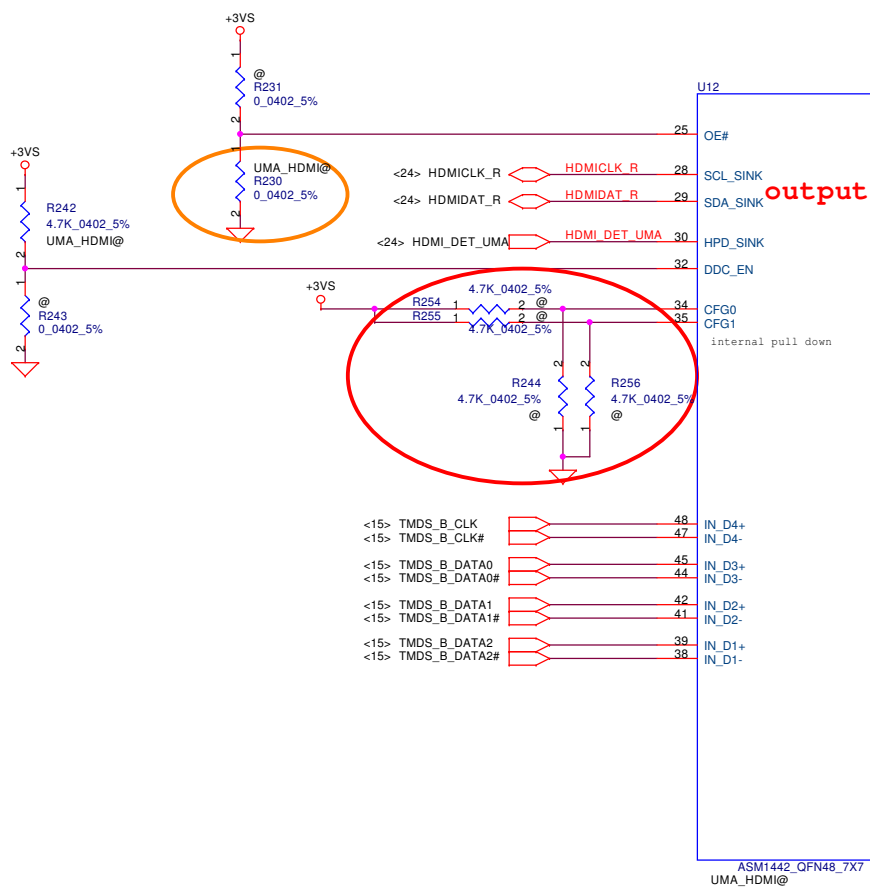 +3VS
1
@
R231
0_0402_5%
2
U12
25 OE#
1
UMA_HDMI@
R230
0_0402_5%
2
+3VS
1
R242
4.7K_0402_5%
UMA_HDMI@
2
1
@
R243
0_0402_5%
2
<24> HDMICLK_R HDMICLK_R 28 SCL_SINK
output
<24> HDMIDAT_R HDMIDAT_R 29 SDA_SINK
<24> HDMI_DET_UMA HDMI_DET_UMA 30 HPD_SINK
32 DDC_EN
+3VS
4.7K_0402_5%
R254 1 2 @ 34 CFG0
R255 1 2 @ 35 CFG1
4.7K_0402_5%
internal pull down
2 2
R244 R256
4.7K_0402_5% 4.7K_0402_5%
@ @
1 1
<15> TMDS_B_CLK 48 IN_D4+
<15> TMDS_B_CLK# 47 IN_D4-
<15> TMDS_B_DATA0 45 IN_D3+
<15> TMDS_B_DATA0# 44 IN_D3-
<15> TMDS_B_DATA1 42 IN_D2+
<15> TMDS_B_DATA1# 41 IN_D2-
<15> TMDS_B_DATA2 39 IN_D1+
<15> TMDS_B_DATA2# 38 IN_D1-
ASM1442_QFN48_7X7
UMA_HDMI@